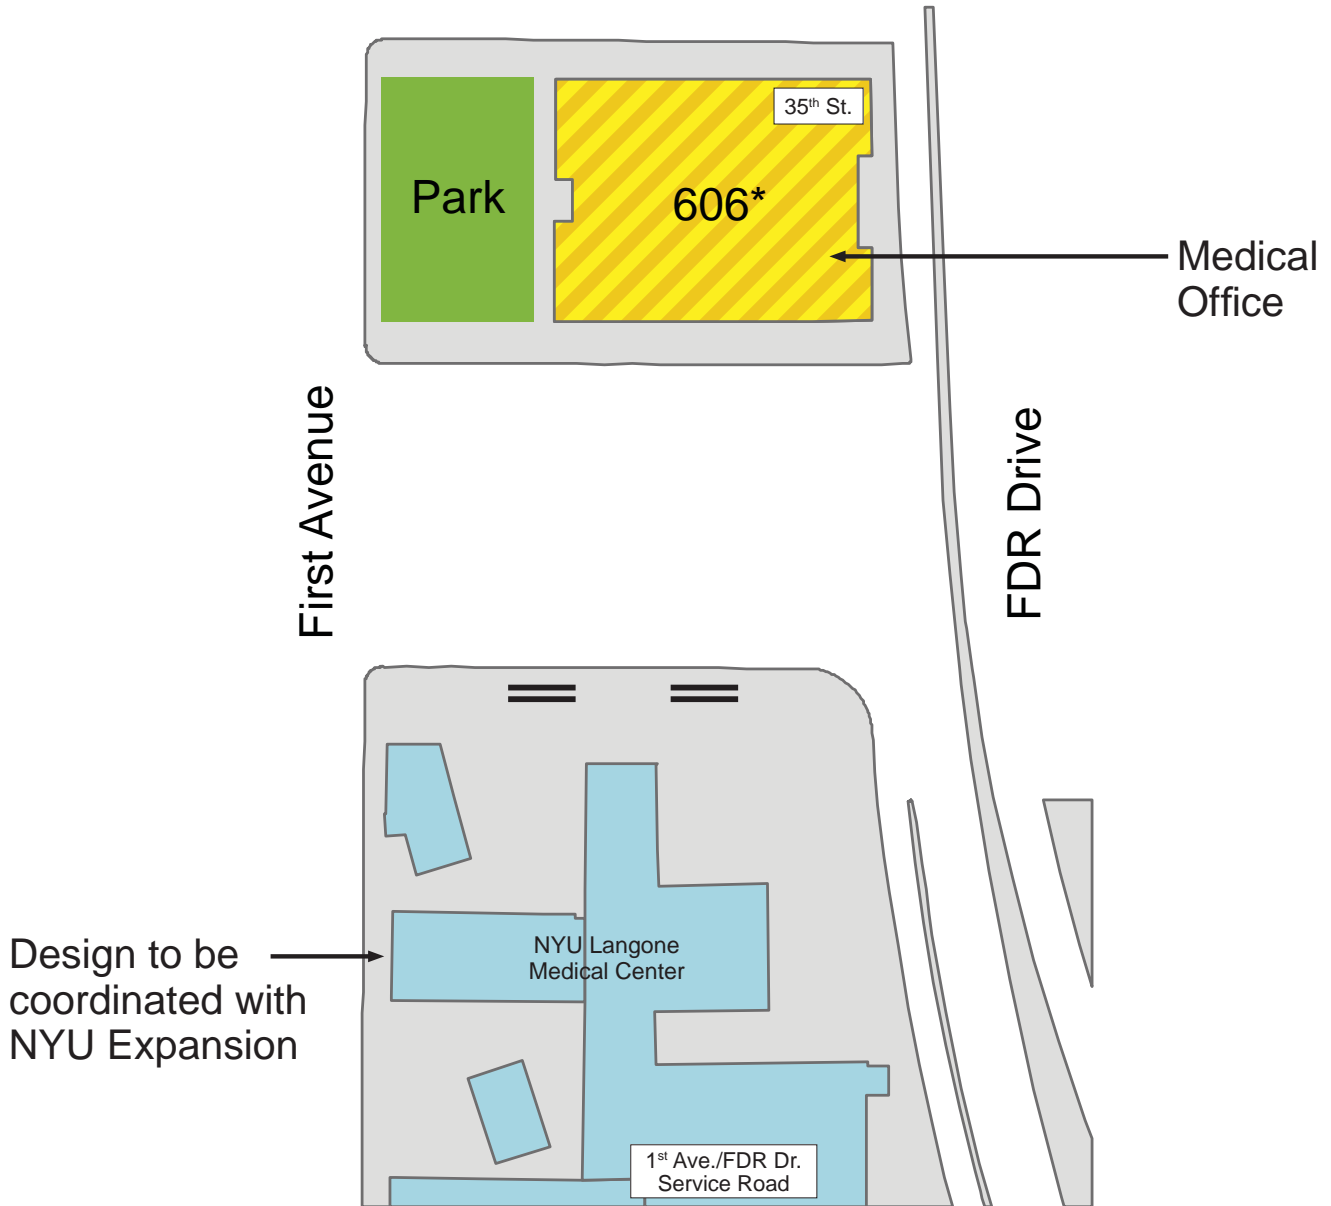 35th St.
Park
606*
Medical
Office
First Avenue
FDR Drive
NYU Langone
Medical Center
Design to be
coordinated with
NYU Expansion
1st Ave./FDR Dr.
Service Road